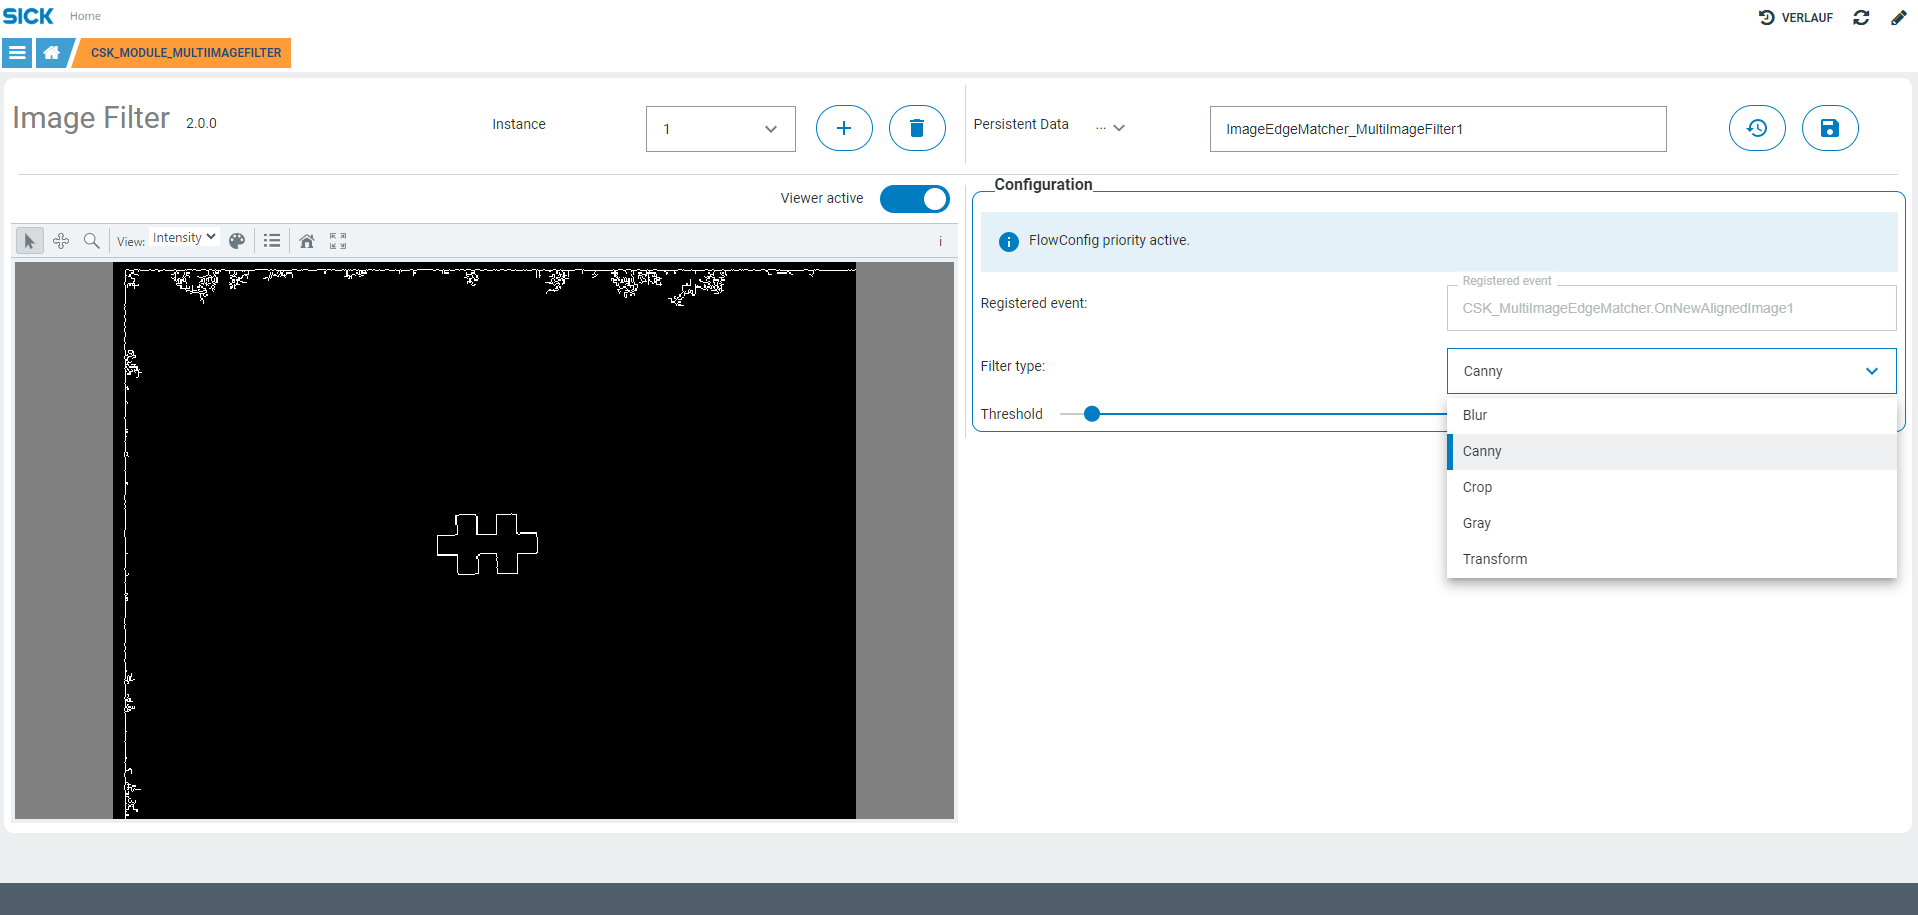 SICK Home VERLAUF
CSK_MODULE_MULTIIMAGEFILTER
Image Filter 2.0.0 Instance 1 Persistent Data ... ImageEdgeMatcher_MultiImageFilter1
Viewer active
Configuration
View: Intensity i
FlowConfig priority active.
Registered event
Registered event: CSK_MultiImageEdgeMatcher.OnNewAlignedImage1
Filter type: Canny
Threshold
Blur
Canny
Crop
Gray
Transform